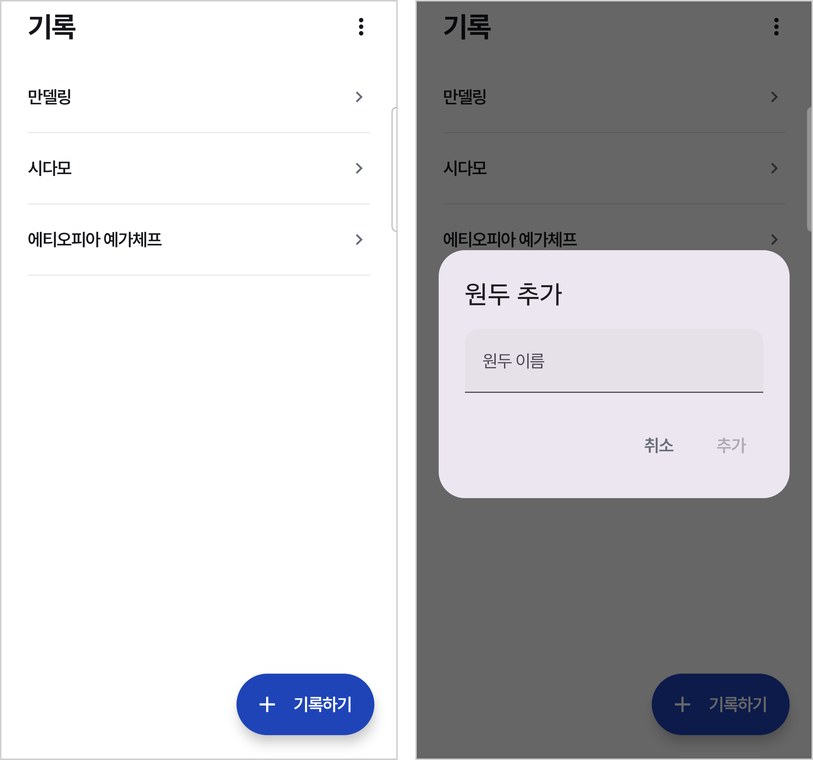 기록
만델링
시다모
에티오피아 예가체프
기록하기
기록
만델링
시다모
에티오피아 예가체프
원두 추가
원두 이름
취소 추가
기록하기